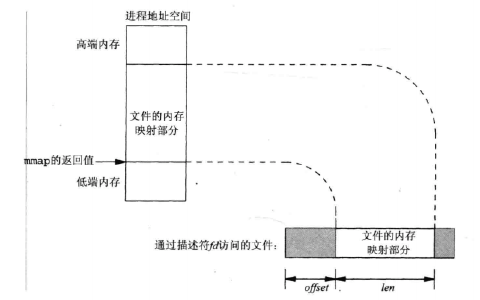 进程地址空间
高端内存
文件的内存
映射部分
mmap的返回值
低端内存
通过描述符fd访问的文件:
文件的内存
映射部分
offset
len